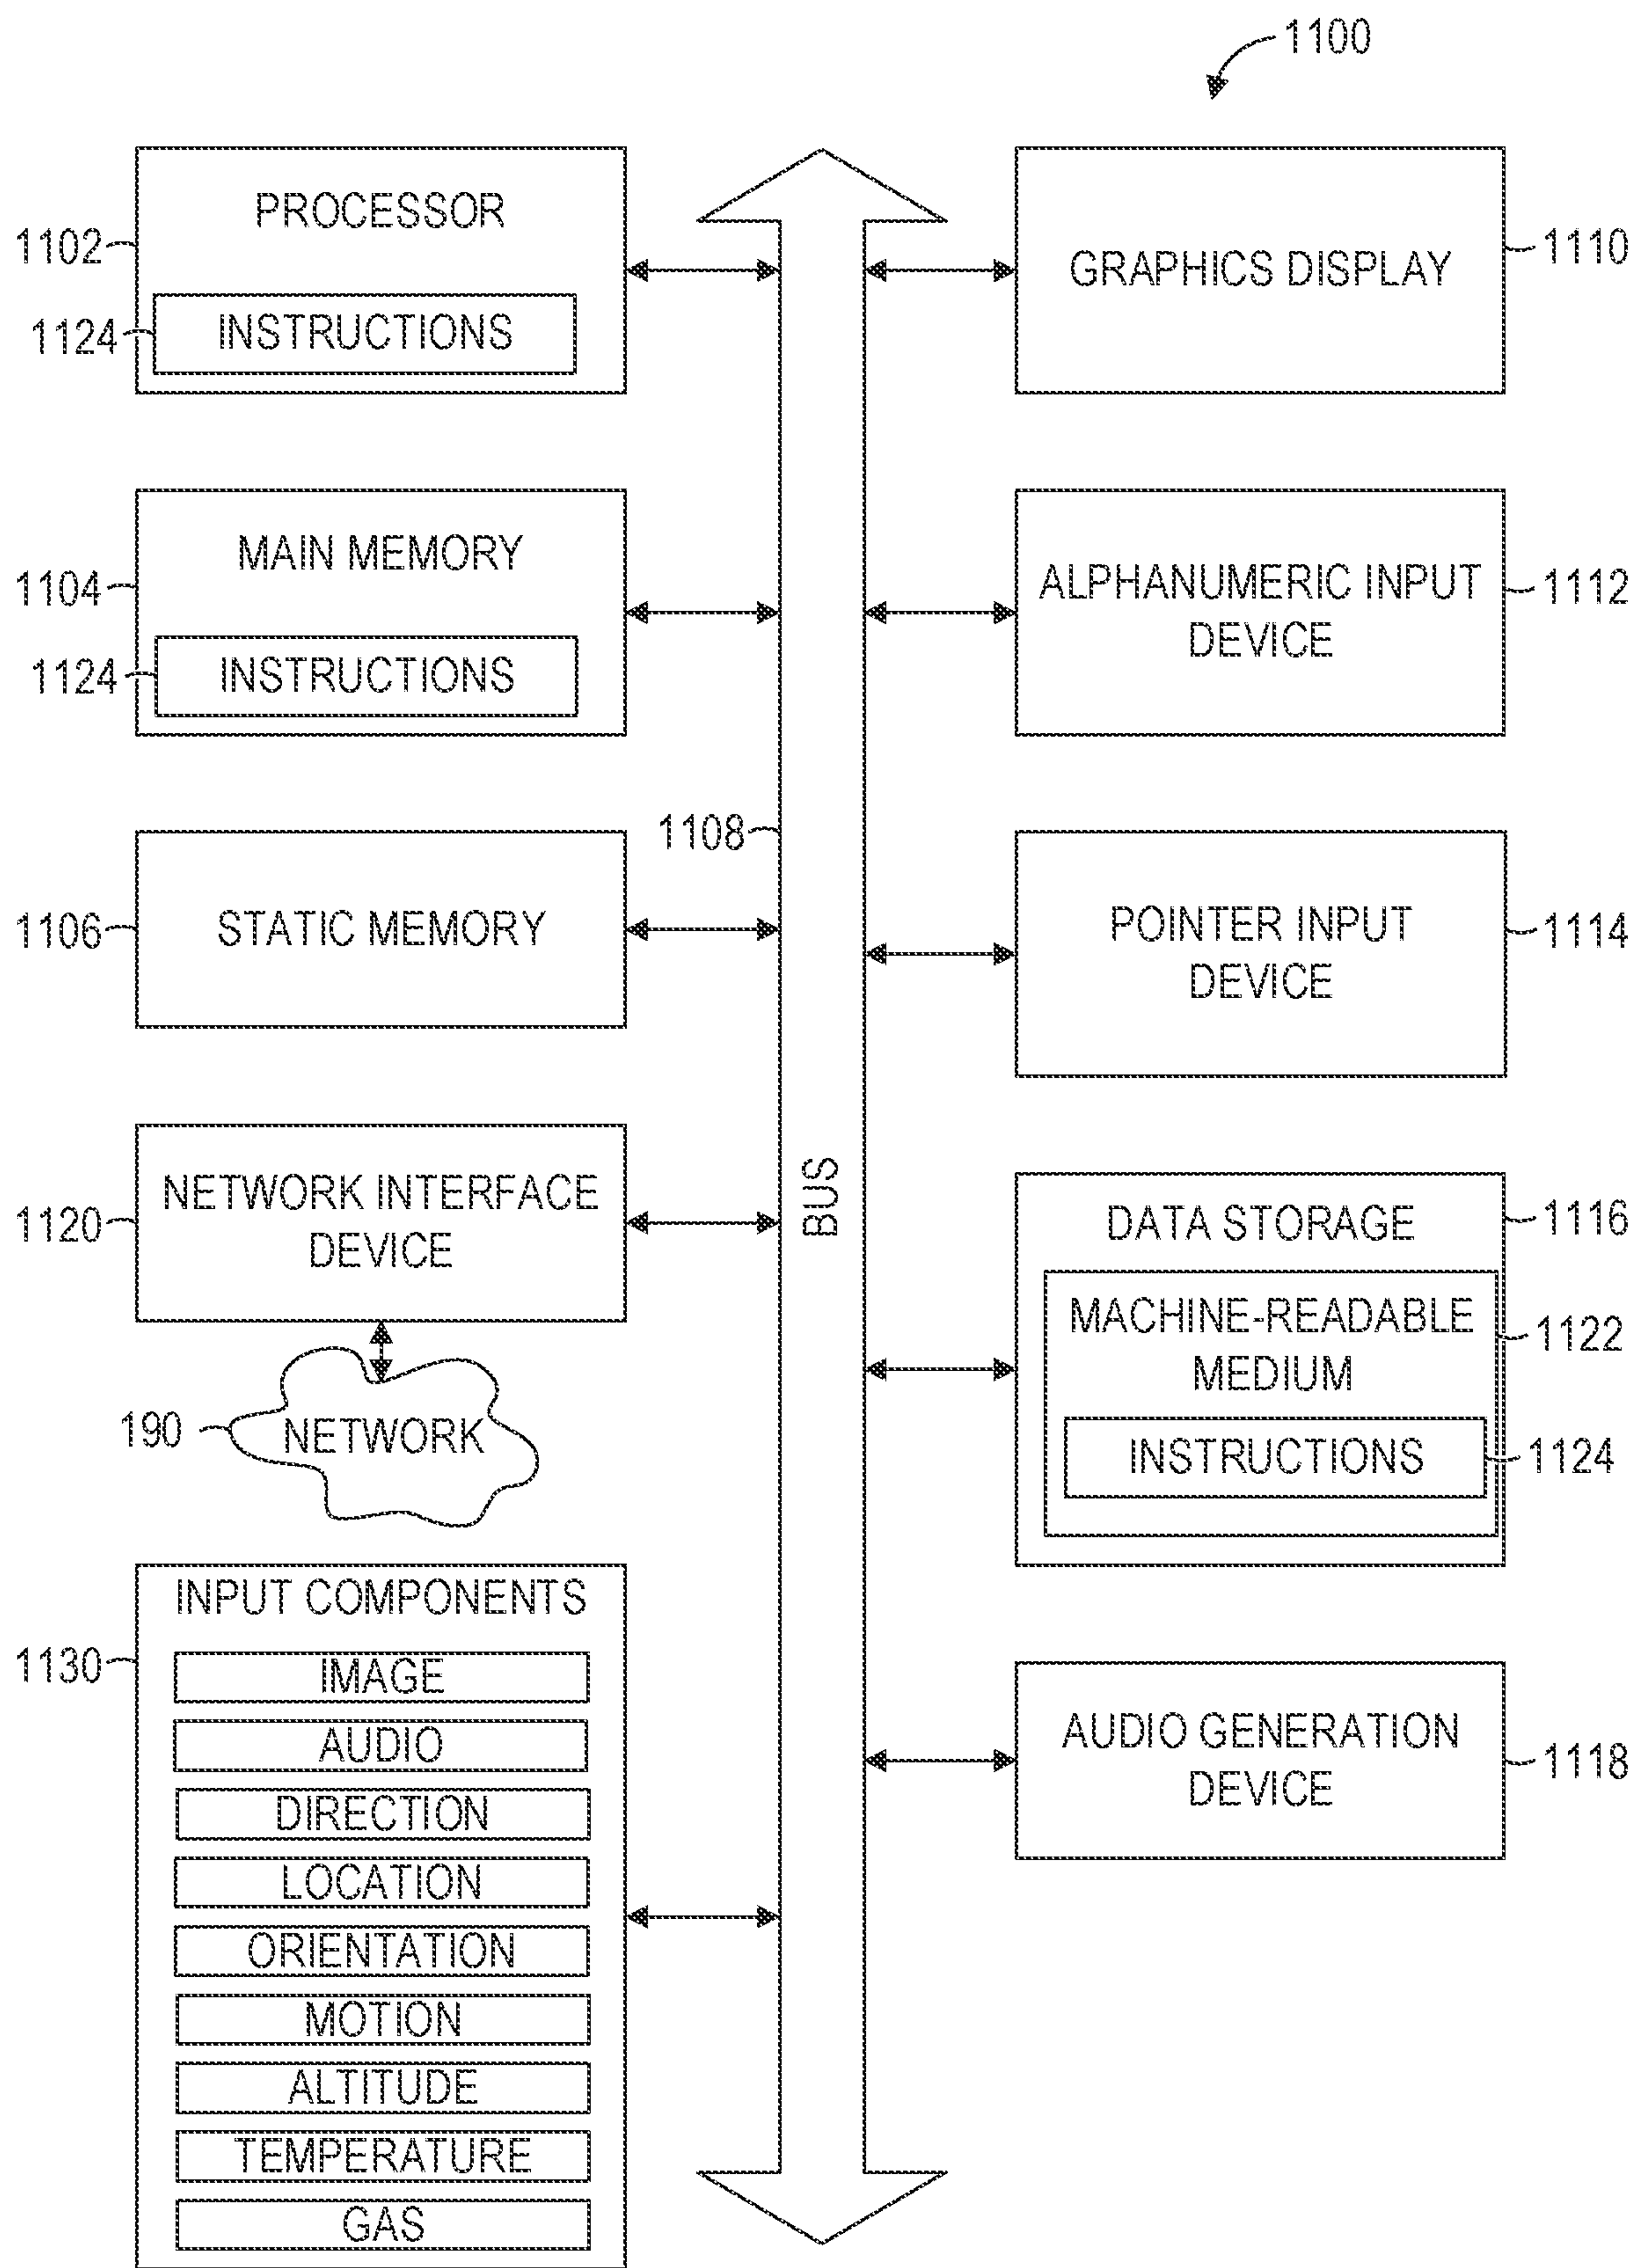 1100
PROCESSOR
1102
INSTRUCTIONS
1124
MAIN MEMORY
1104
INSTRUCTIONS
1124
STATIC MEMORY
1106
NETWORK INTERFACE
DEVICE
1120
NETWORK
190
INPUT COMPONENTS
1130
IMAGE
AUDIO
DIRECTION
LOCATION
ORIENTATION
MOTION
ALTITUDE
TEMPERATURE
GAS
1108
BUS
GRAPHICS DISPLAY
1110
ALPHANUMERIC INPUT
DEVICE
1112
POINTER INPUT
DEVICE
1114
DATA STORAGE
1116
MACHINE-READABLE
MEDIUM
1122
INSTRUCTIONS
1124
AUDIO GENERATION
DEVICE
1118